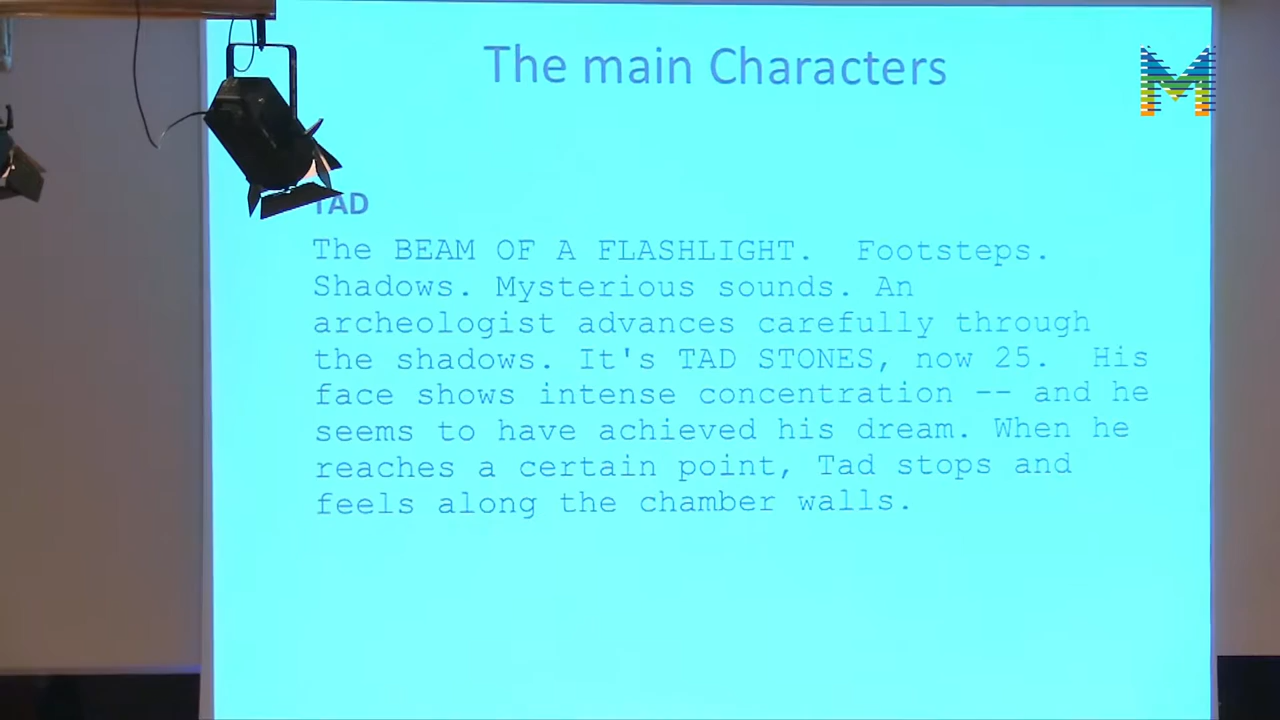 The main Characters
TAD
The BEAM OF A FLASHLIGHT. Footsteps.
Shadows. Mysterious sounds. An
archeologist advances carefully through
the shadows. It's TAD STONES, now 25. His
face shows intense concentration -- and he
seems to have achieved his dream. When he
reaches a certain point, Tad stops and
feels along the chamber walls.